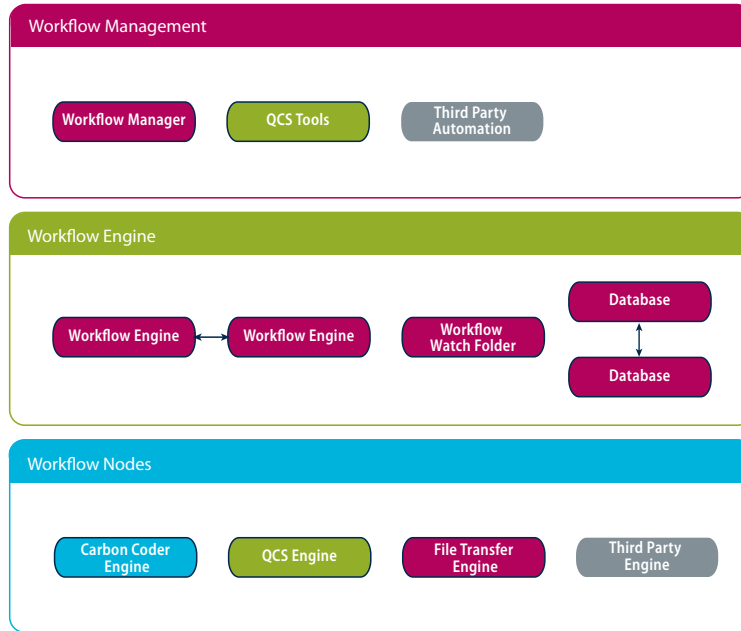 Workflow Management
Workflow Manager
QCS Tools
Third Party
Automation
Workflow Engine
Workflow Engine
Workflow Engine
Workflow
Watch Folder
Database
Database
Workflow Nodes
Carbon Coder
Engine
QCS Engine
File Transfer
Engine
Third Party
Engine